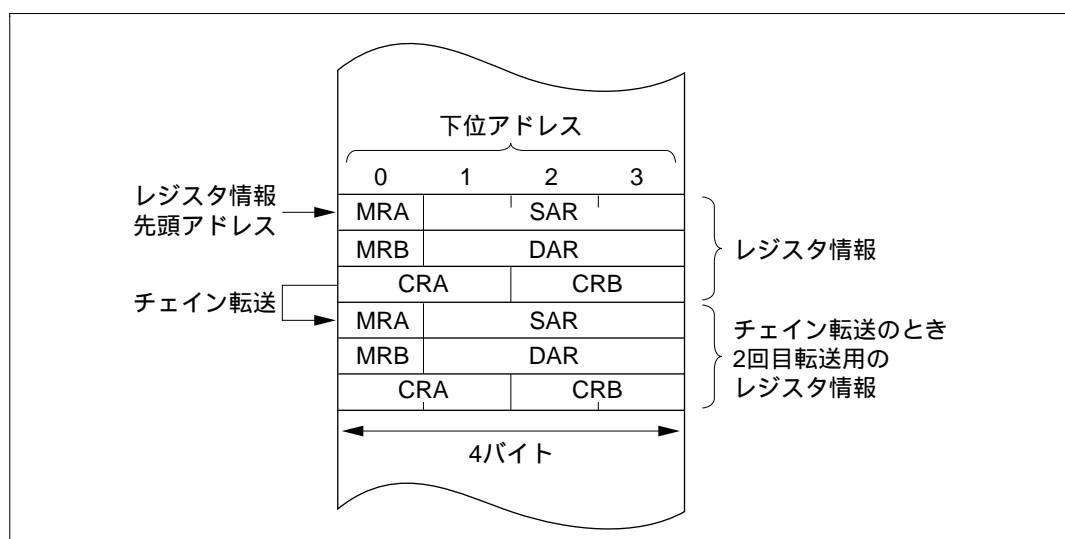 下位アドレス
0 1 2 3
レジスタ情報
先頭アドレス
MRA SAR
MRB DAR
CRA CRB
レジスタ情報
チェイン転送
MRA SAR
MRB DAR
CRA CRB
チェイン転送のとき
2回目転送用の
レジスタ情報
4バイト